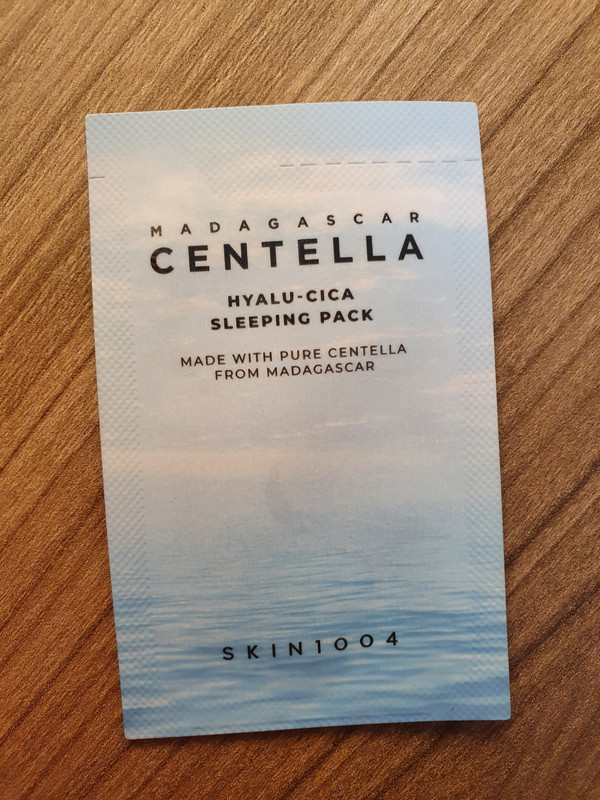 MADAGASCAR
CENTELLA
HYALU-CICA
SLEEPING PACK
MADE WITH PURE CENTELLA
FROM MADAGASCAR
SKIN1004